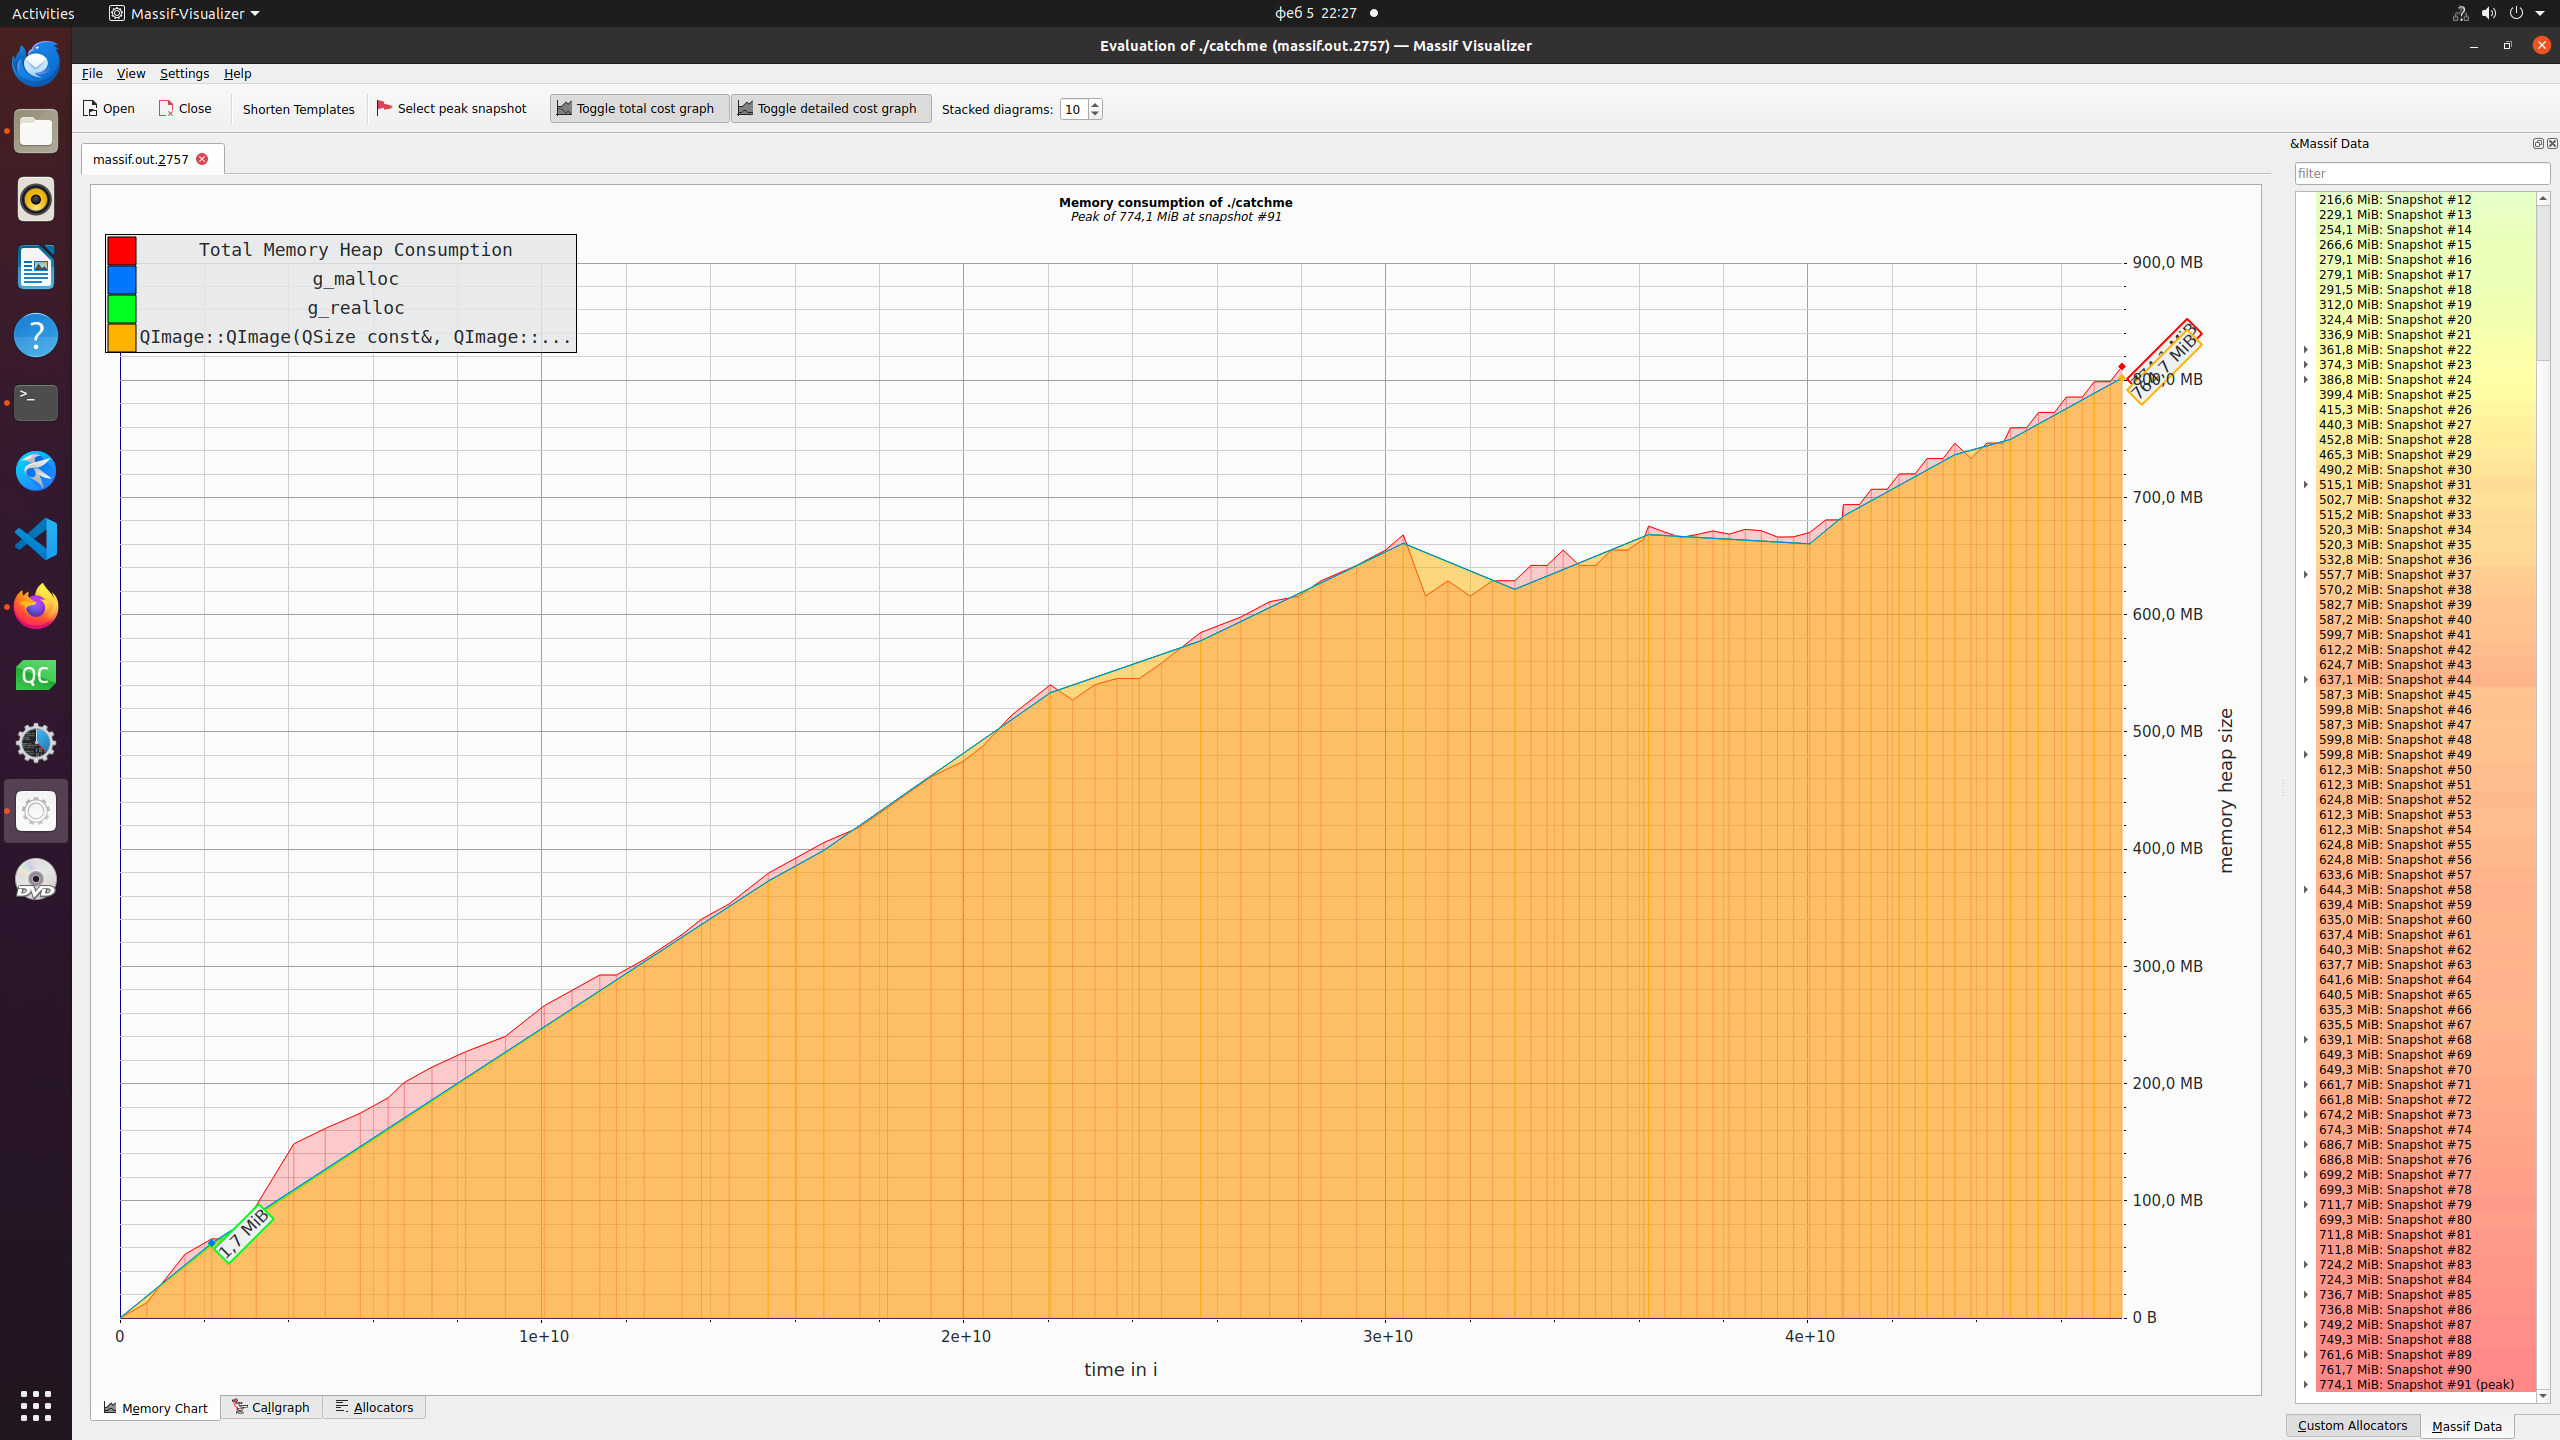 Activities
Massif-Visualizer
феб 5 22:27
Evaluation of ./catchme (massif.out.2757) — Massif Visualizer
File View Settings Help
Open Close Shorten Templates Select peak snapshot Toggle total cost graph Toggle detailed cost graph Stacked diagrams: 10
massif.out.2757
Memory consumption of ./catchme
Peak of 774,1 MiB at snapshot #91
Total Memory Heap Consumption
g_malloc
g_realloc
QImage::QImage(QSize const&, QImage::...
900,0 MB
800,0 MB
700,0 MB
600,0 MB
500,0 MB
400,0 MB
300,0 MB
200,0 MB
100,0 MB
0 B
764,7 MiB
1,7 MiB
memory heap size
0 1e+10 2e+10 3e+10 4e+10
time in i
Memory Chart Callgraph Allocators
&Massif Data
filter
216,6 MiB: Snapshot #12
229,1 MiB: Snapshot #13
254,1 MiB: Snapshot #14
266,6 MiB: Snapshot #15
279,1 MiB: Snapshot #16
279,1 MiB: Snapshot #17
291,5 MiB: Snapshot #18
312,0 MiB: Snapshot #19
324,4 MiB: Snapshot #20
336,9 MiB: Snapshot #21
361,8 MiB: Snapshot #22
374,3 MiB: Snapshot #23
386,8 MiB: Snapshot #24
399,4 MiB: Snapshot #25
415,3 MiB: Snapshot #26
440,3 MiB: Snapshot #27
452,8 MiB: Snapshot #28
465,3 MiB: Snapshot #29
490,2 MiB: Snapshot #30
515,1 MiB: Snapshot #31
502,7 MiB: Snapshot #32
515,2 MiB: Snapshot #33
520,3 MiB: Snapshot #34
520,3 MiB: Snapshot #35
532,8 MiB: Snapshot #36
557,7 MiB: Snapshot #37
570,2 MiB: Snapshot #38
582,7 MiB: Snapshot #39
587,2 MiB: Snapshot #40
599,7 MiB: Snapshot #41
612,2 MiB: Snapshot #42
624,7 MiB: Snapshot #43
637,1 MiB: Snapshot #44
587,3 MiB: Snapshot #45
599,8 MiB: Snapshot #46
587,3 MiB: Snapshot #47
599,8 MiB: Snapshot #48
599,8 MiB: Snapshot #49
612,3 MiB: Snapshot #50
612,3 MiB: Snapshot #51
624,8 MiB: Snapshot #52
612,3 MiB: Snapshot #53
612,3 MiB: Snapshot #54
624,8 MiB: Snapshot #55
624,8 MiB: Snapshot #56
633,6 MiB: Snapshot #57
644,3 MiB: Snapshot #58
639,4 MiB: Snapshot #59
635,0 MiB: Snapshot #60
637,4 MiB: Snapshot #61
640,3 MiB: Snapshot #62
637,7 MiB: Snapshot #63
641,6 MiB: Snapshot #64
640,5 MiB: Snapshot #65
635,3 MiB: Snapshot #66
635,5 MiB: Snapshot #67
639,1 MiB: Snapshot #68
649,3 MiB: Snapshot #69
649,3 MiB: Snapshot #70
661,7 MiB: Snapshot #71
661,8 MiB: Snapshot #72
674,2 MiB: Snapshot #73
674,3 MiB: Snapshot #74
686,7 MiB: Snapshot #75
686,8 MiB: Snapshot #76
699,2 MiB: Snapshot #77
699,3 MiB: Snapshot #78
711,7 MiB: Snapshot #79
699,3 MiB: Snapshot #80
711,8 MiB: Snapshot #81
711,8 MiB: Snapshot #82
724,2 MiB: Snapshot #83
724,3 MiB: Snapshot #84
736,7 MiB: Snapshot #85
736,8 MiB: Snapshot #86
749,2 MiB: Snapshot #87
749,3 MiB: Snapshot #88
761,6 MiB: Snapshot #89
761,7 MiB: Snapshot #90
774,1 MiB: Snapshot #91 (peak)
Custom Allocators Massif Data
QC
DVD